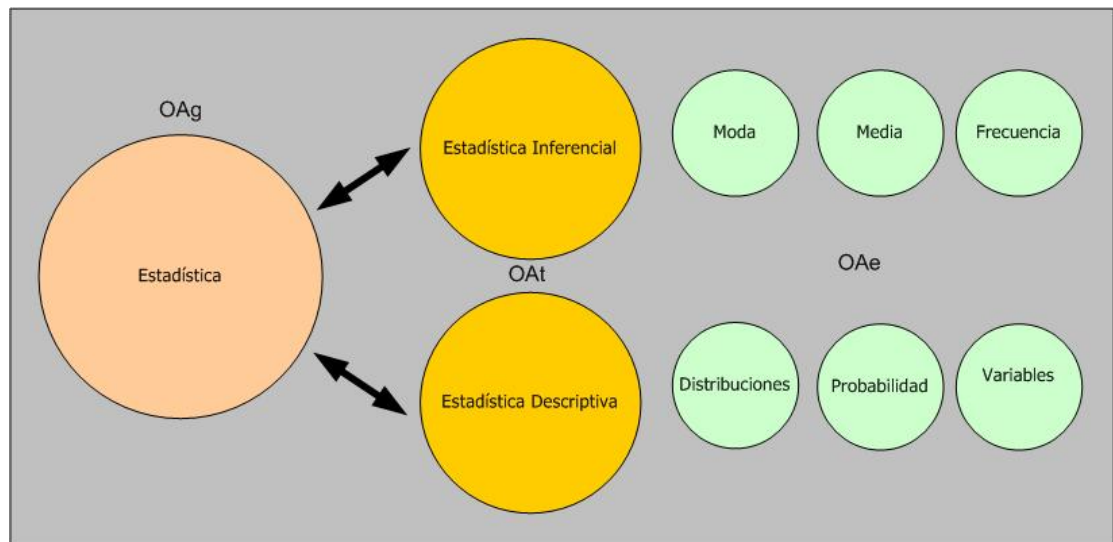 OAg
Estadística
Estadística Inferencial
OAt
Estadística Descriptiva
Moda
Media
Frecuencia
OAe
Distribuciones
Probabilidad
Variables